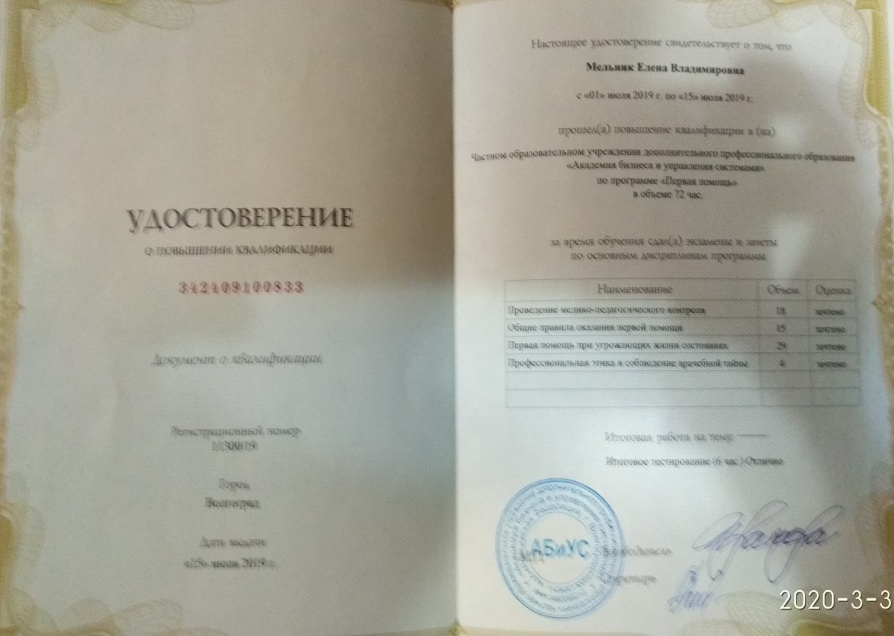 УДОСТОВЕРЕНИЕ
О ПОВЫШЕНИИ КВАЛИФИКАЦИИ
342409100833
Документ о квалификации
Регистрационный номер
Город
Волгоград
Дата выдачи
«15» июля 2019 г.
Настоящее удостоверение свидетельствует о том, что
Мельник Елена Владимировна
с «01» июля 2019 г. по «15» июля 2019 г.
прошел(а) повышение квалификации в (на)
Частном образовательном учреждении дополнительного профессионального образования
«Академия бизнеса и управления системами»
по программе «Первая помощь»
в объеме 72 час.
за время обучения сдал(а) экзамены и зачеты
по основным дисциплинам программы
Наименование Объем Оценка
Проведение медико-педагогического контроля 18 зачтено
Общие правила оказания первой помощи 15 зачтено
Первая помощь при угрожающих жизни состояниях 29 зачтено
Профессиональная этика и соблюдение врачебной тайны 4 зачтено
Итоговая работа на тему
Итоговое тестирование (6 час.) Отлично
АБиУС
Руководитель
Секретарь
2020-3-3